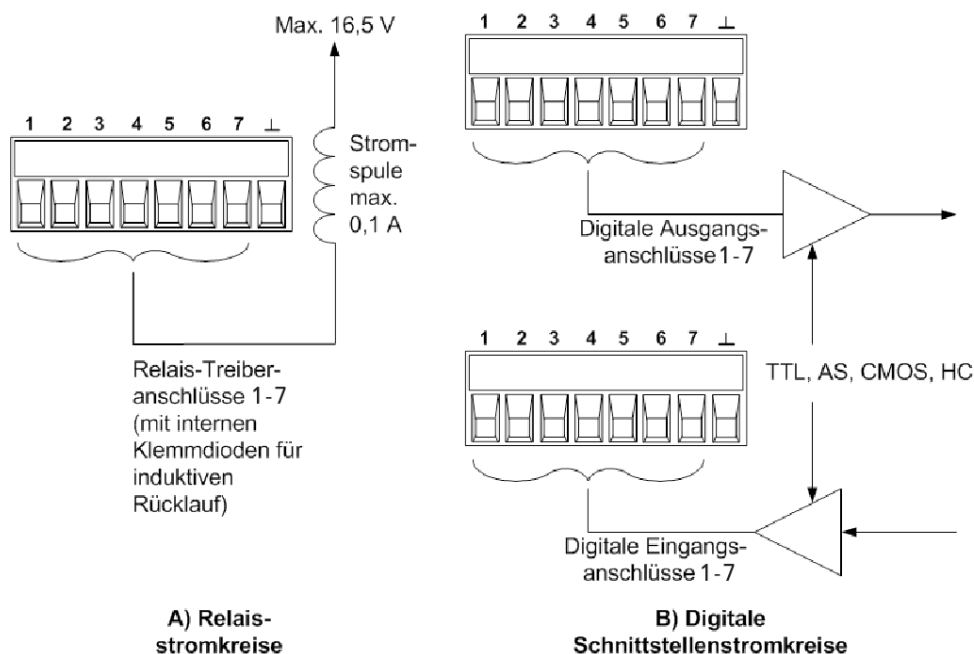 Max. 16,5 V
1 2 3 4 5 6 7 ⊥
Strom-
spule
max.
0,1 A
Relais-Treiber-
anschlüsse 1-7
(mit internen
Klemmdioden für
induktiven
Rücklauf)
A) Relais-
stromkreise
1 2 3 4 5 6 7 ⊥
Digitale Ausgangs-
anschlüsse 1-7
TTL, AS, CMOS, HC
1 2 3 4 5 6 7 ⊥
Digitale Eingangs-
anschlüsse 1-7
B) Digitale
Schnittstellenstromkreise